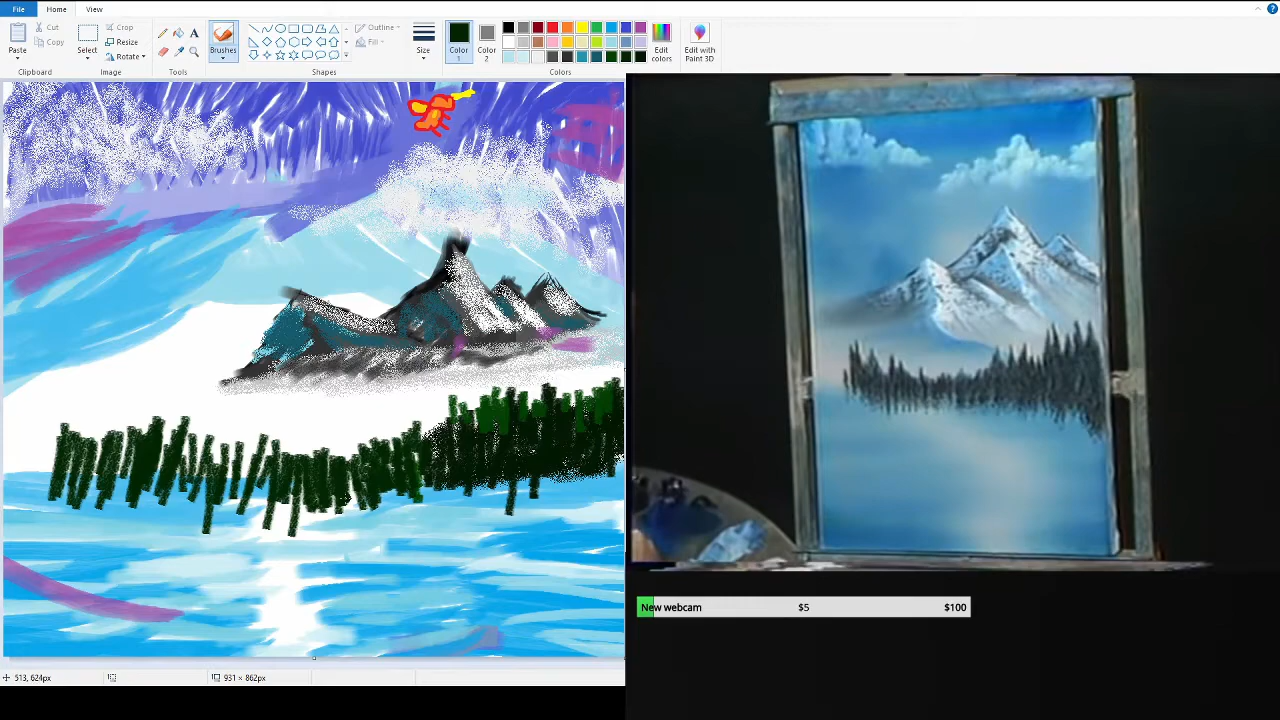 File Home View
Paste Cut Copy
Select Crop Resize Rotate
Brushes
Outline Fill
Size
Color 1 Color 2
Edit colors
Edit with Paint 3D
Clipboard Image Tools Shapes Colors
New webcam $5 $100
513, 624px 931 × 862px